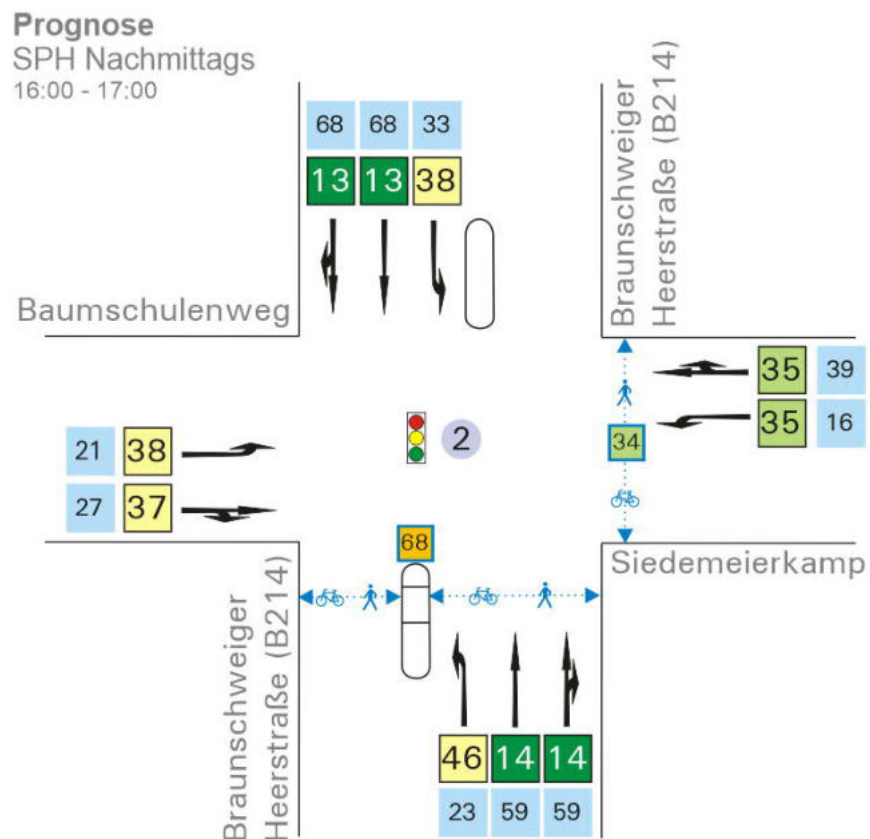 Prognose
SPH Nachmittags
16:00 - 17:00
Braunschweiger
Heerstraße (B214)
68 68 33
13 13 38
Baumschulenweg
35 39
35 16
34
21 38
27 37
2
68
Siedemeierkamp
Braunschweiger
Heerstraße (B214)
46 14 14
23 59 59